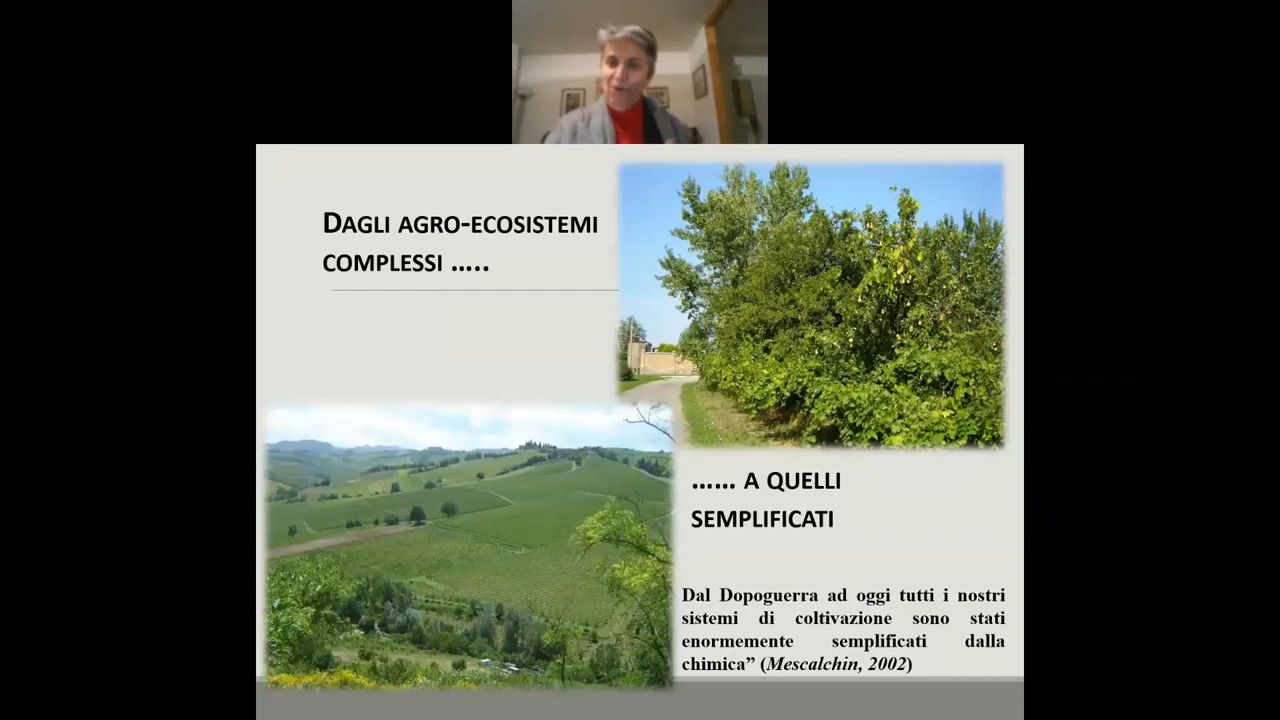 DAGLI AGRO-ECOSISTEMI
COMPLESSI .....
...... A QUELLI
SEMPLIFICATI
Dal Dopoguerra ad oggi tutti i nostri
sistemi di coltivazione sono stati
enormemente semplificati dalla
chimica” (Mescalchin, 2002)